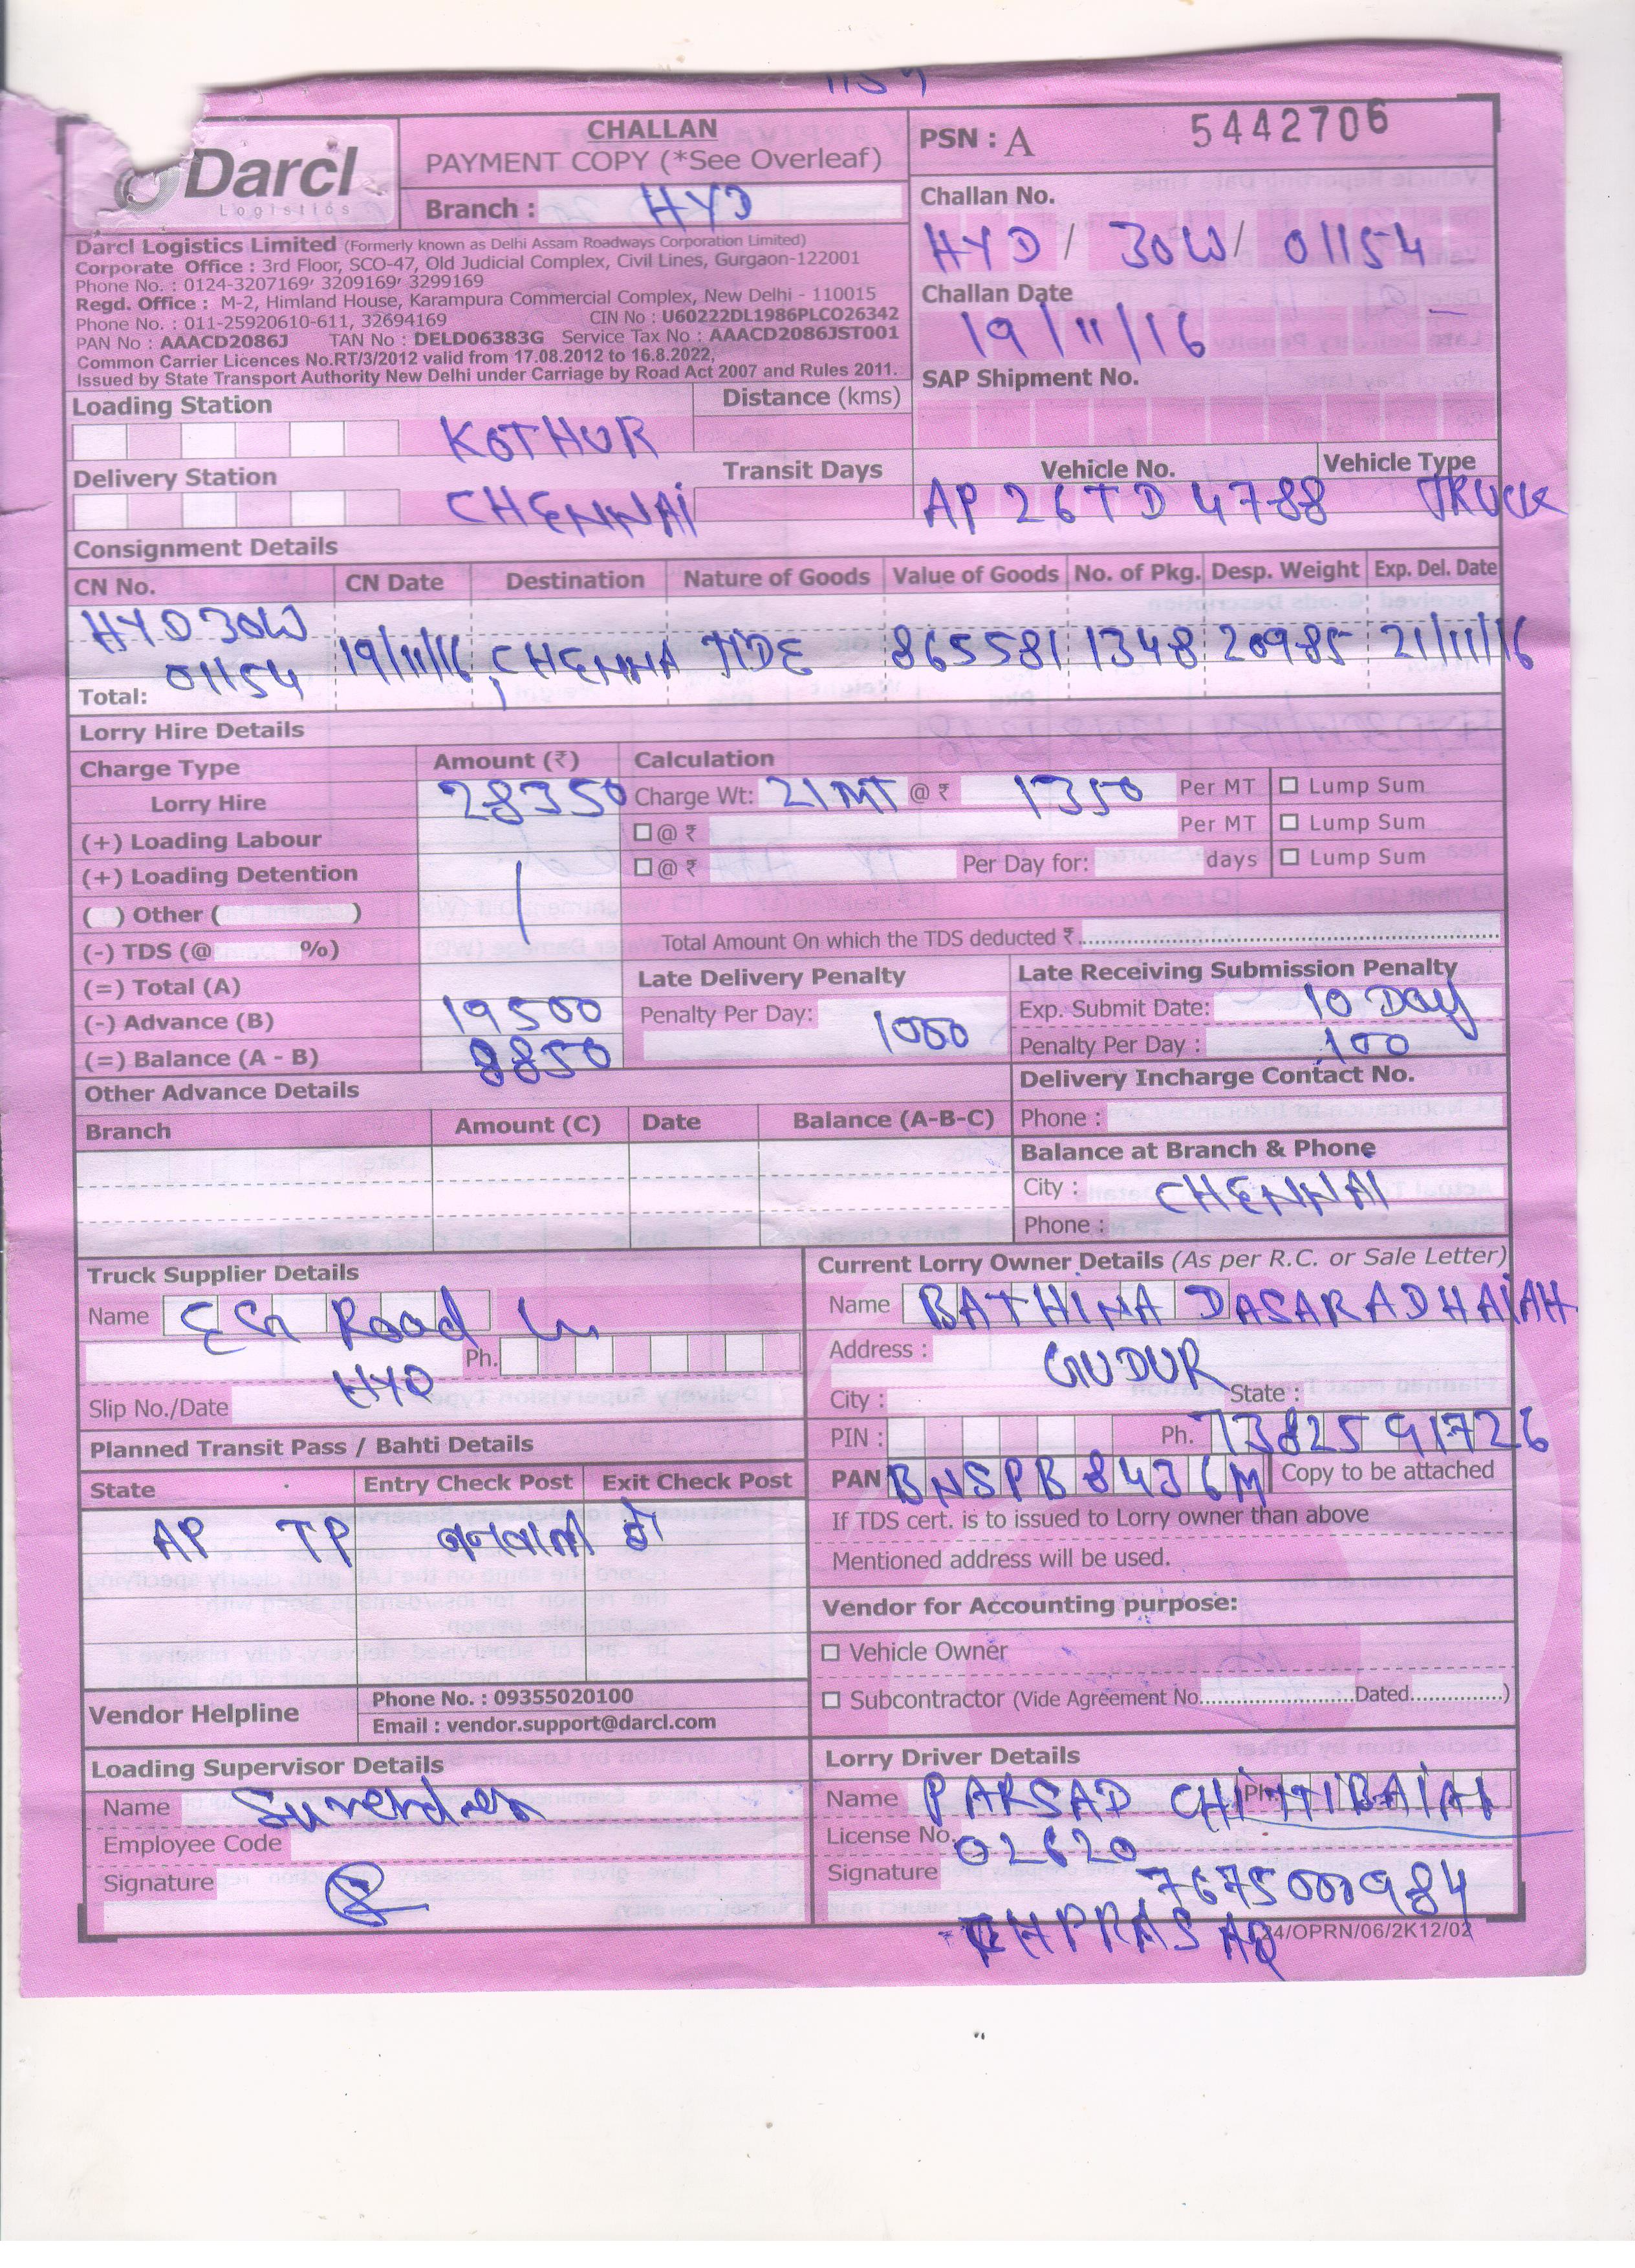 1154
Darcl
Logistics
CHALLAN
PAYMENT COPY (*See Overleaf)
Branch : HYD
PSN : A 5442706
Challan No.
HYD / 30W / 01154
Challan Date
19/11/16
SAP Shipment No.
Darcl Logistics Limited (Formerly known as Delhi Assam Roadways Corporation Limited)
Corporate Office : 3rd Floor, SCO-47, Old Judicial Complex, Civil Lines, Gurgaon-122001
Phone No. : 0124-3207169, 3209169, 3299169
Regd. Office : M-2, Himland House, Karampura Commercial Complex, New Delhi - 110015
Phone No. : 011-25920610-611, 32694169 CIN No : U60222DL1986PLCO26342
PAN No : AAACD2086J TAN No : DELD06383G Service Tax No : AAACD2086JST001
Common Carrier Licences No.RT/3/2012 valid from 17.08.2012 to 16.8.2022,
Issued by State Transport Authority New Delhi under Carriage by Road Act 2007 and Rules 2011.
Loading Station KOTHUR Distance (kms)
Delivery Station CHENNAI Transit Days
Vehicle No. Vehicle Type
AP 26 TD 4788 TRUCK
Consignment Details
CN No. CN Date Destination Nature of Goods Value of Goods No. of Pkg. Desp. Weight Exp. Del. Date
HYD 30W
01154 19/11/16 CHENNA 865581 1348 20985 21/11/16
Total:
Lorry Hire Details
Charge Type Amount (₹) Calculation
Lorry Hire 28350 Charge Wt: 21 MT @ ₹ 1350 Per MT Lump Sum
(+) Loading Labour @ ₹ Per MT Lump Sum
(+) Loading Detention @ ₹ Per Day for: days Lump Sum
( ) Other ( )
(-) TDS (@ %) Total Amount On which the TDS deducted ₹
(=) Total (A)
(-) Advance (B) 19500
(=) Balance (A - B) 8850
Late Delivery Penalty
Penalty Per Day: 1000
Late Receiving Submission Penalty
Exp. Submit Date: 10 Day
Penalty Per Day : 100
Other Advance Details
Branch Amount (C) Date Balance (A-B-C)
Delivery Incharge Contact No.
Phone :
Balance at Branch & Phone
City : CHENNAI
Phone :
Truck Supplier Details
Name Road
HYD
Ph.
Slip No./Date
Current Lorry Owner Details (As per R.C. or Sale Letter)
Name BATHINA DASARADHAIAH
Address : GUDUR
City : State :
PIN : Ph. 7382591726
PAN BNSPB8436M Copy to be attached
If TDS cert. is to issued to Lorry owner than above
Mentioned address will be used.
Planned Transit Pass / Bahti Details
State Entry Check Post Exit Check Post
AP TP बनवाना है
Vendor for Accounting purpose:
Vehicle Owner
Subcontractor (Vide Agreement No..........................Dated...............)
Vendor Helpline
Phone No. : 09355020100
Email : vendor.support@darcl.com
Loading Supervisor Details
Name Surender
Employee Code
Signature
Lorry Driver Details
Name PARSAD Ph.
License No. 02620
7675000984
Signature
CHPRASAD
24/OPRN/06/2K12/02